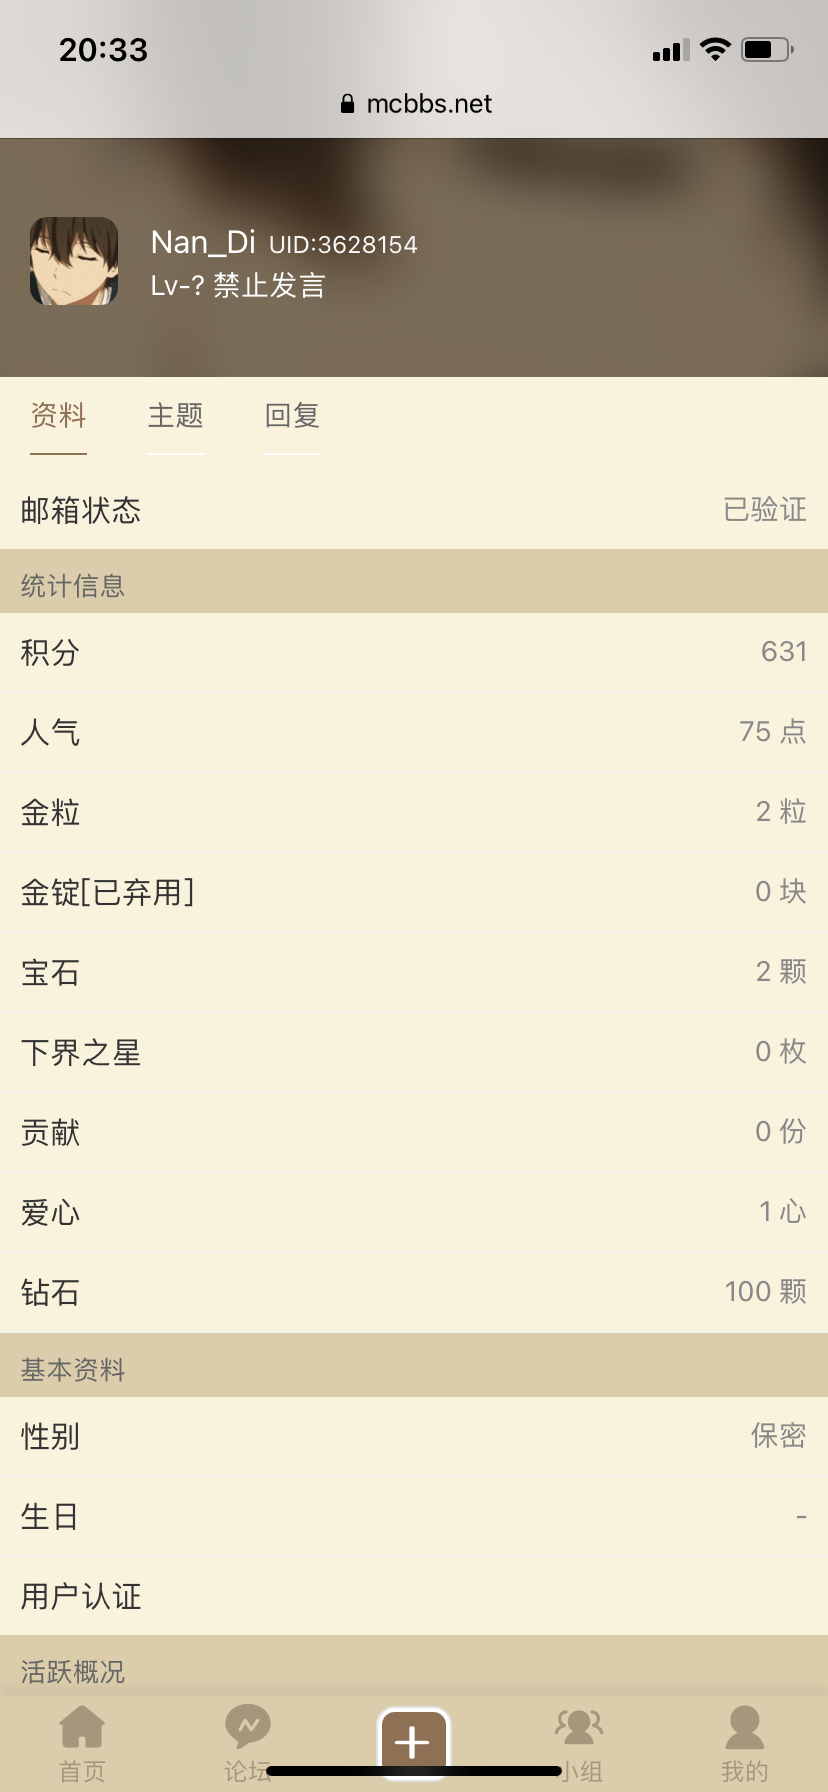 20:33
mcbbs.net
Nan_Di UID:3628154
Lv-? 禁止发言
资料 主题 回复
邮箱状态 已验证
统计信息
积分 631
人气 75 点
金粒 2 粒
金锭[已弃用] 0 块
宝石 2 颗
下界之星 0 枚
贡献 0 份
爱心 1 心
钻石 100 颗
基本资料
性别 保密
生日 -
用户认证
活跃概况
首页 论坛 小组 我的